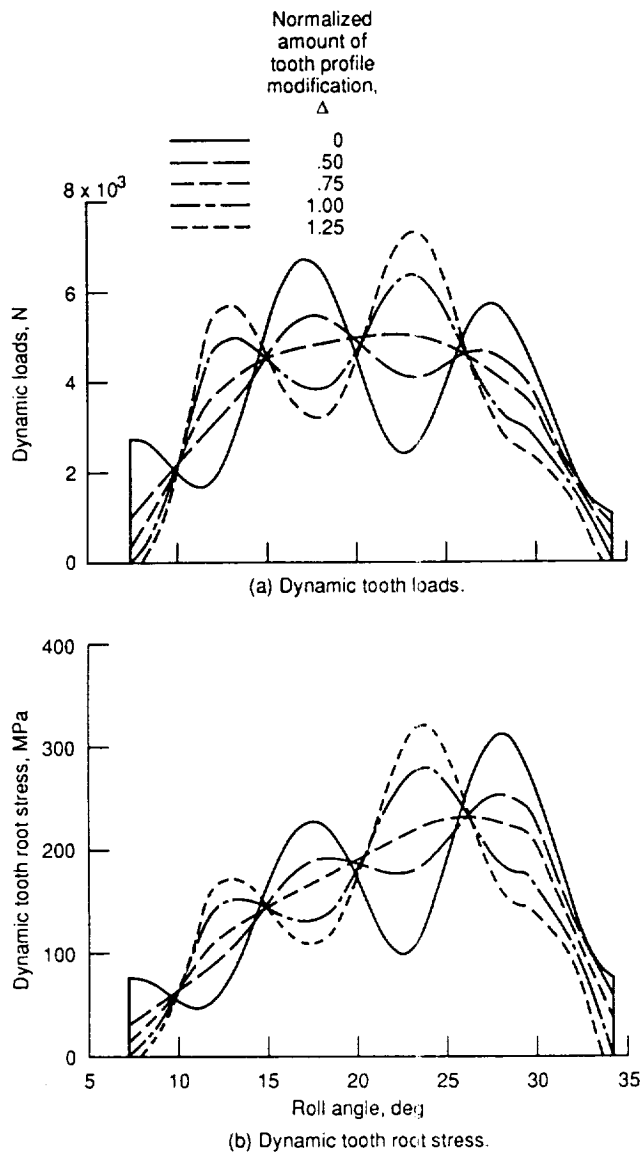 Normalized
amount of
tooth profile
modification,
Δ
0
.50
.75
1.00
1.25
8 x 10³
6
4
2
0
Dynamic loads, N
(a) Dynamic tooth loads.
400
300
200
100
0
Dynamic tooth root stress, MPa
5 10 15 20 25 30 35
Roll angle, deg
(b) Dynamic tooth root stress.